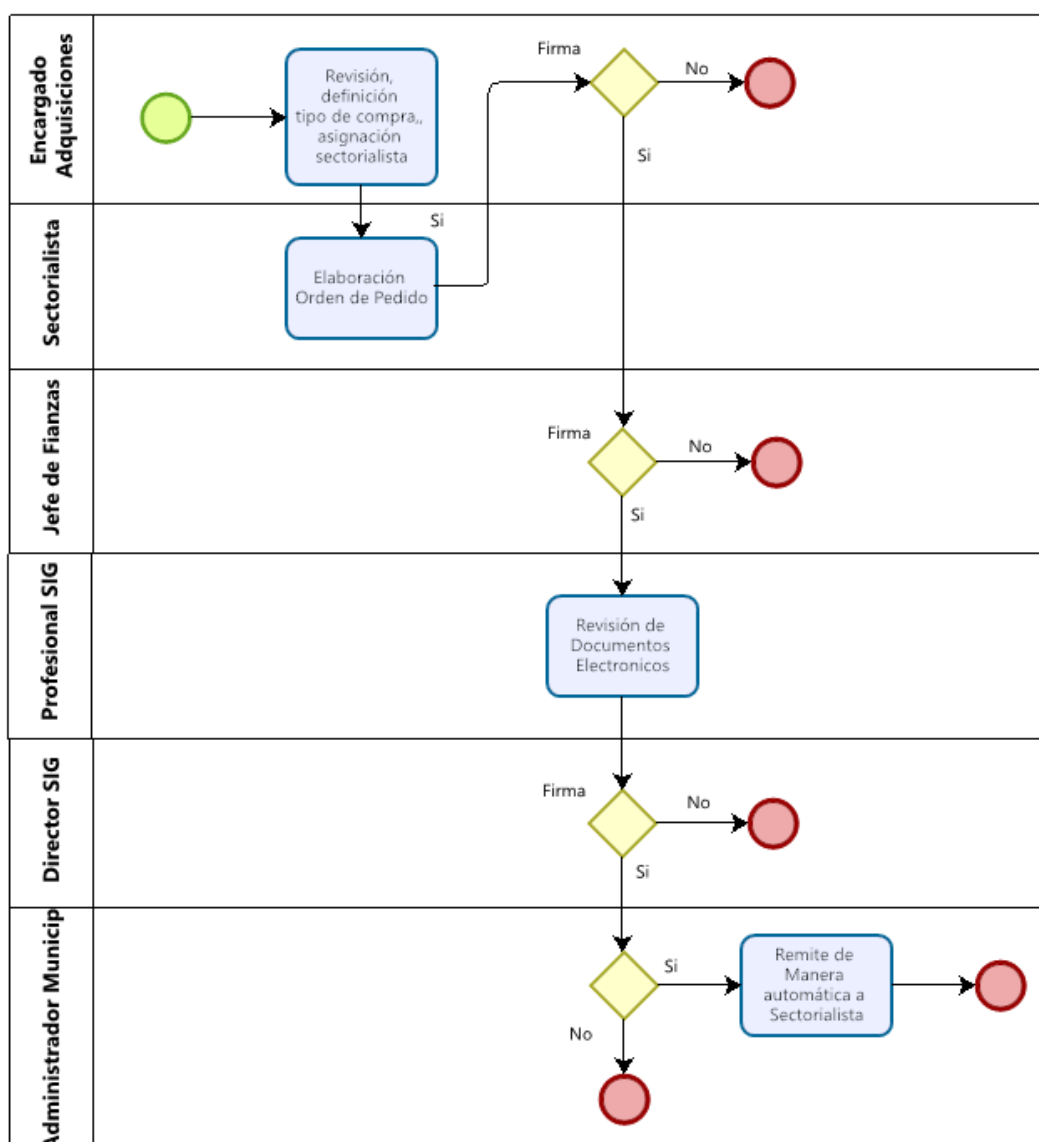 Encargado
Adquisiciones
Revisión,
definición
tipo de compra,,
asignación
sectorialista
Firma
No
Si
Sectorialista
Si
Elaboración
Orden de Pedido
Jefe de Fianzas
Firma
No
Si
Profesional SIG
Revisión de
Documentos
Electronicos
Director SIG
Firma
No
Si
Administrador Municip
Si
No
Remite de
Manera
automática a
Sectorialista